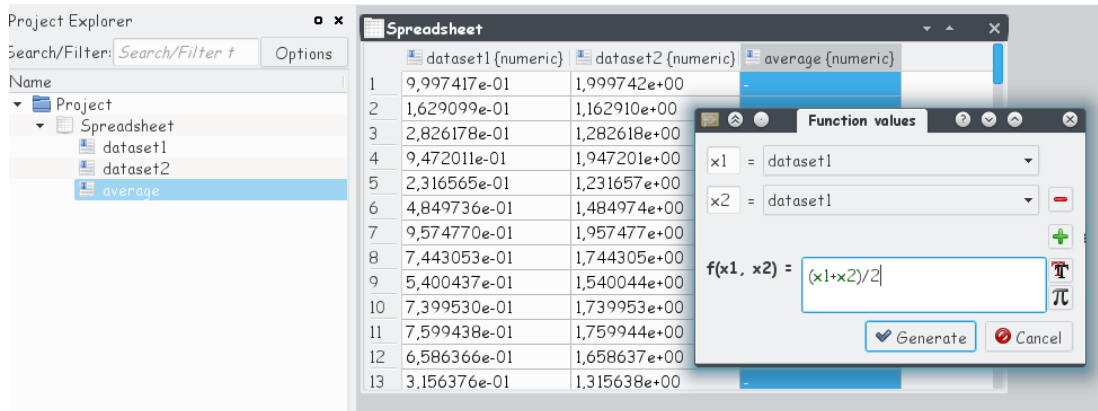 Project Explorer
Search/Filter: Search/Filter t Options
Name
Project
Spreadsheet
dataset1
dataset2
average
Spreadsheet
dataset1 {numeric} dataset2 {numeric} average {numeric}
1 9,997417e-01 1,999742e+00 -
2 1,629099e-01 1,162910e+00
3 2,826178e-01 1,282618e+00
4 9,472011e-01 1,947201e+00
5 2,316565e-01 1,231657e+00
6 4,849736e-01 1,484974e+00
7 9,574770e-01 1,957477e+00
8 7,443053e-01 1,744305e+00
9 5,400437e-01 1,540044e+00
10 7,399530e-01 1,739953e+00
11 7,599438e-01 1,759944e+00
12 6,586366e-01 1,658637e+00
13 3,156376e-01 1,315638e+00 -
Function values
x1 = dataset1
x2 = dataset1
f(x1, x2) = (x1+x2)/2
Generate Cancel